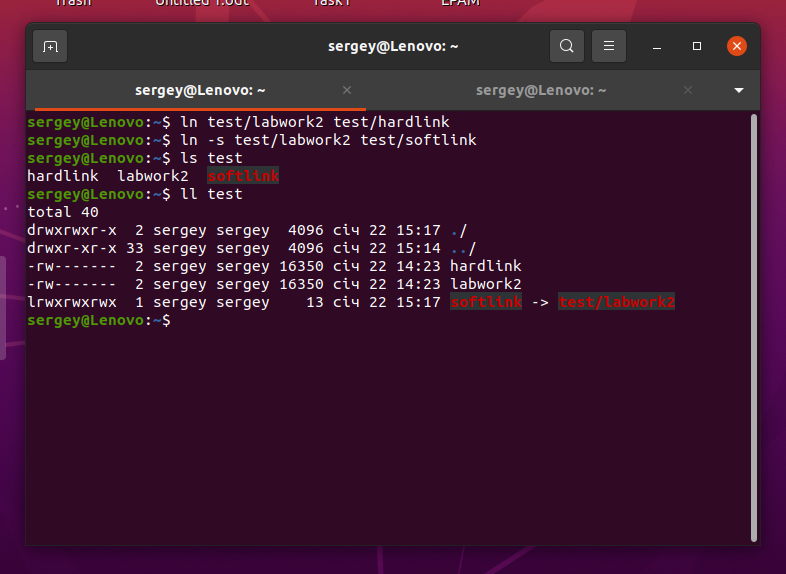 Trash Untitled 1.odt Task1 EPAM
sergey@Lenovo: ~
sergey@Lenovo: ~ sergey@Lenovo: ~
sergey@Lenovo:~$ ln test/labwork2 test/hardlink
sergey@Lenovo:~$ ln -s test/labwork2 test/softlink
sergey@Lenovo:~$ ls test
hardlink  labwork2  softlink
sergey@Lenovo:~$ ll test
total 40
drwxrwxr-x  2 sergey sergey  4096 січ 22 15:17 ./
drwxr-xr-x 33 sergey sergey  4096 січ 22 15:14 ../
-rw-------  2 sergey sergey 16350 січ 22 14:23 hardlink
-rw-------  2 sergey sergey 16350 січ 22 14:23 labwork2
lrwxrwxrwx  1 sergey sergey    13 січ 22 15:17 softlink -> test/labwork2
sergey@Lenovo:~$